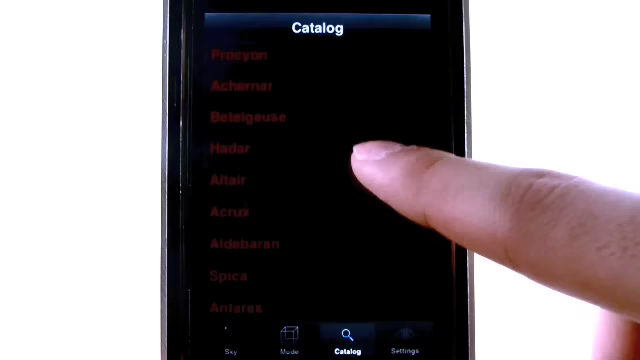 Catalog
Procyon
Achernar
Betelgeuse
Hadar
Altair
Acrux
Aldebaran
Spica
Antares
Sky
Mode
Catalog
Settings